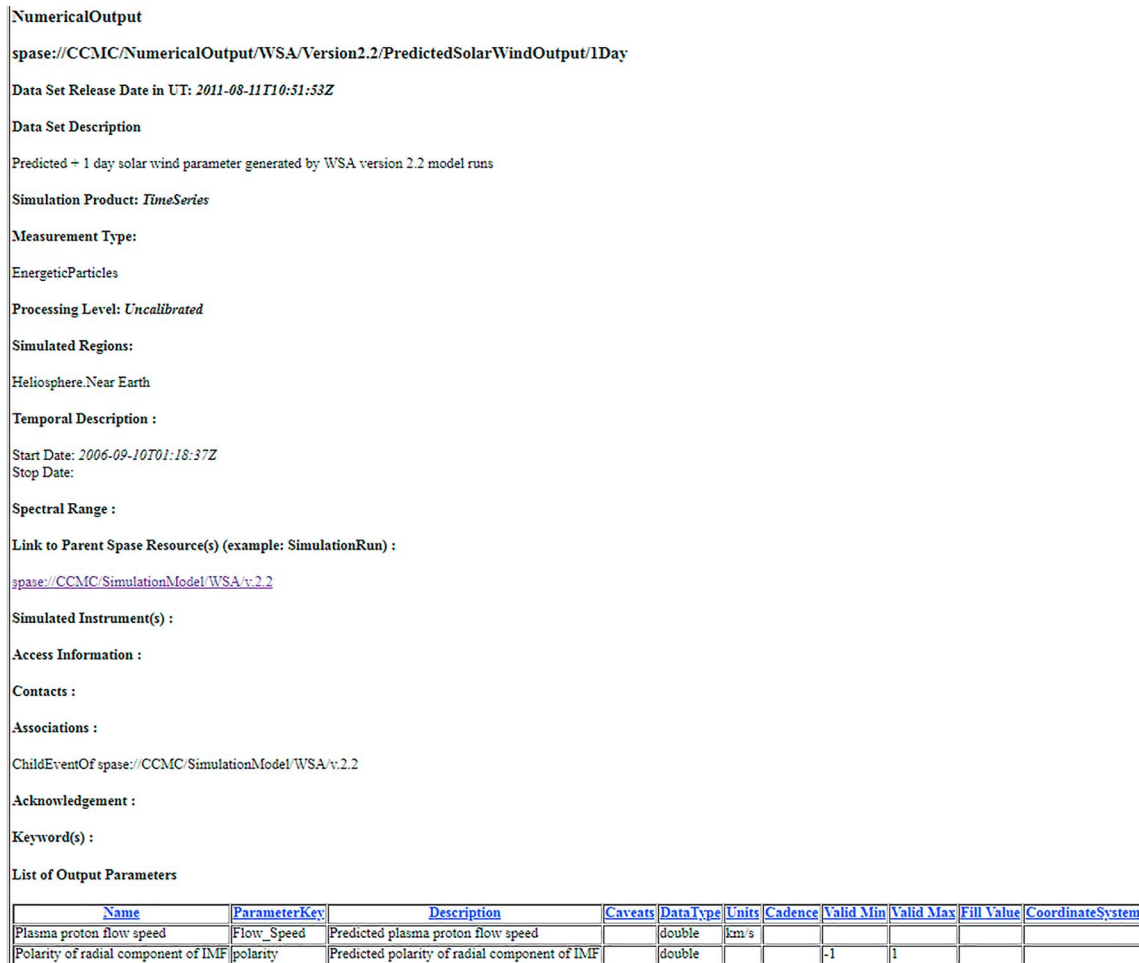 NumericalOutput
spase://CCMC/NumericalOutput/WSA/Version2.2/PredictedSolarWindOutput/1Day
Data Set Release Date in UT: 2011-08-11T10:51:53Z
Data Set Description
Predicted + 1 day solar wind parameter generated by WSA version 2.2 model runs
Simulation Product: TimeSeries
Measurement Type:
EnergeticParticles
Processing Level: Uncalibrated
Simulated Regions:
Heliosphere.Near Earth
Temporal Description :
Start Date: 2006-09-10T01:18:37Z
Stop Date:
Spectral Range :
Link to Parent Spase Resource(s) (example: SimulationRun) :
spase://CCMC/SimulationModel/WSA/v.2.2
Simulated Instrument(s) :
Access Information :
Contacts :
Associations :
ChildEventOf spase://CCMC/SimulationModel/WSA/v.2.2
Acknowledgement :
Keyword(s) :
List of Output Parameters
Name ParameterKey Description Caveats DataType Units Cadence Valid Min Valid Max Fill Value CoordinateSystem
Plasma proton flow speed Flow_Speed Predicted plasma proton flow speed double km/s
Polarity of radial component of IMF polarity Predicted polarity of radial component of IMF double -1 1